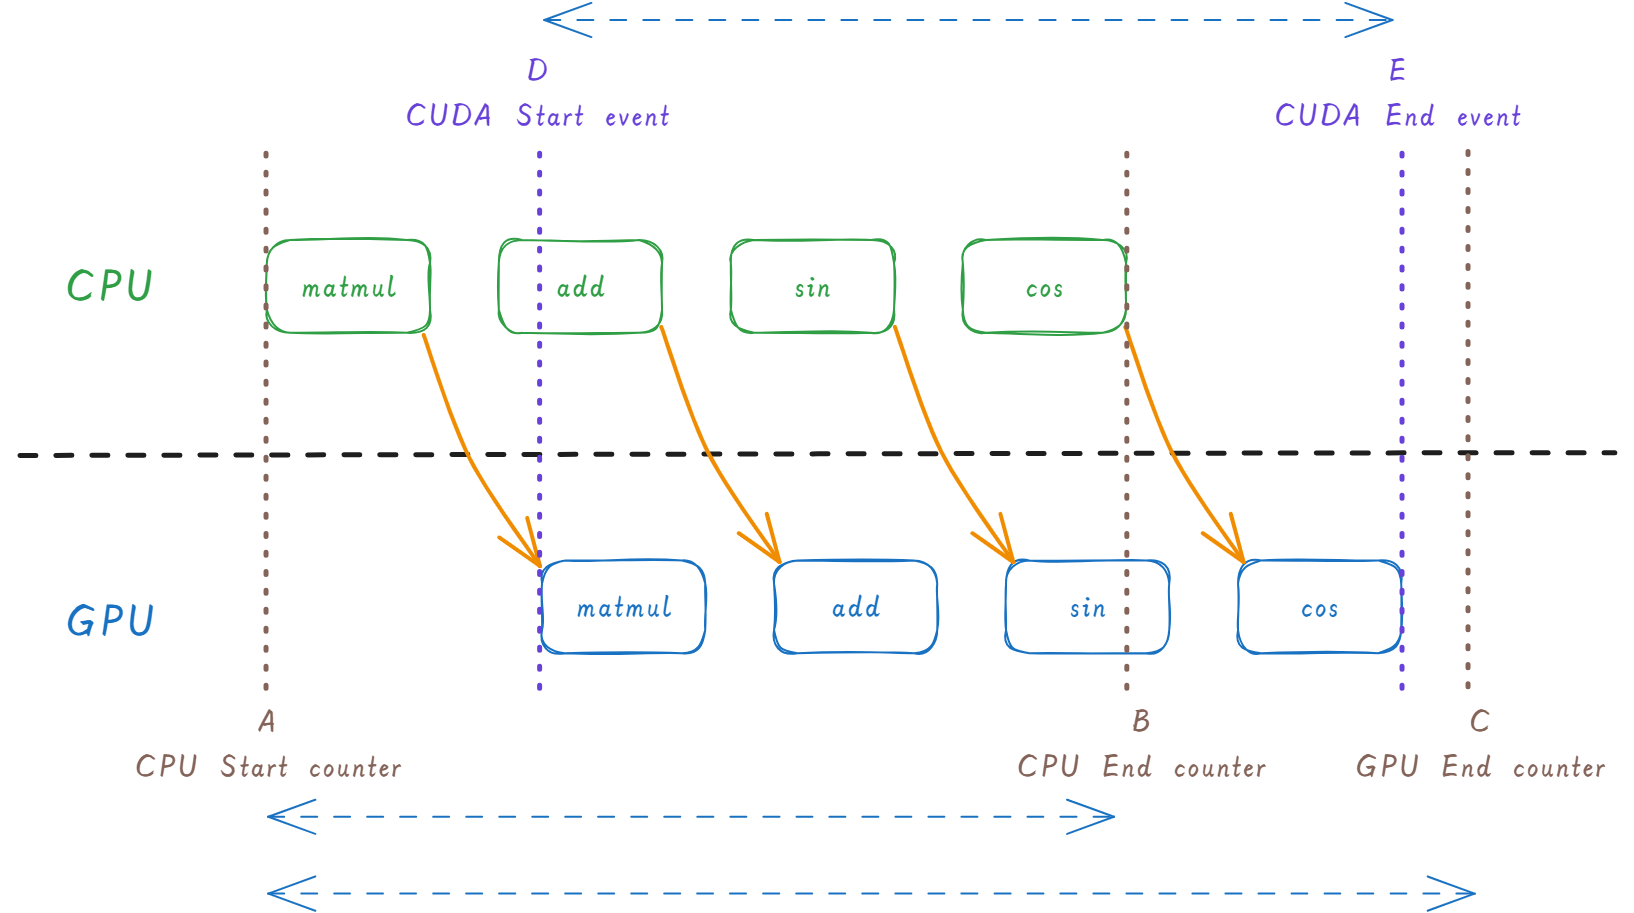 D
E
CUDA Start event
CUDA End event
CPU
matmul
add
sin
cos
GPU
matmul
add
sin
cos
A
B
C
CPU Start counter
CPU End counter
GPU End counter